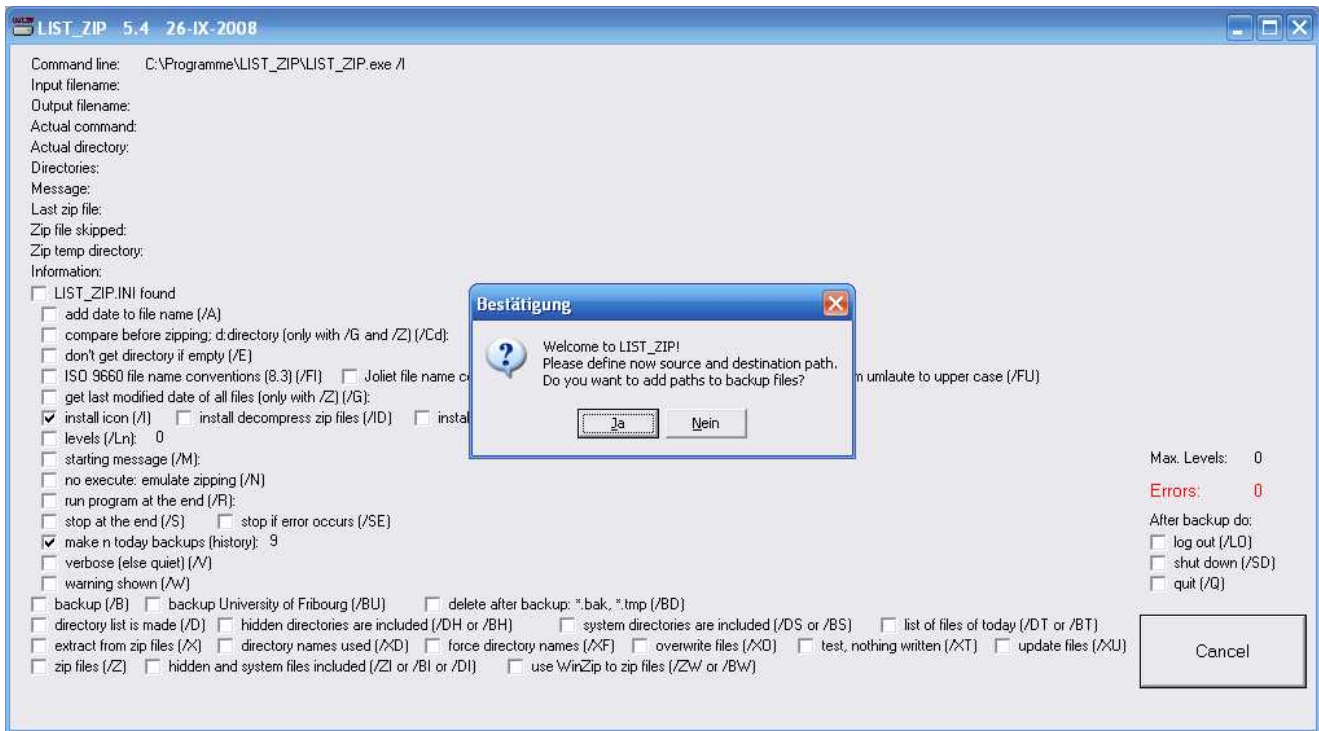 LIST_ZIP 5.4 26-IX-2008
Command line: C:\Programme\LIST_ZIP\LIST_ZIP.exe /I
Input filename:
Output filename:
Actual command:
Actual directory:
Directories:
Message:
Last zip file:
Zip file skipped:
Zip temp directory:
Information:
LIST_ZIP.INI found
add date to file name (/A)
compare before zipping; d:directory (only with /G and /Z) (/Cd):
don't get directory if empty (/E)
ISO 9660 file name conventions (8.3) (/FI) Joliet file name umlaute to upper case (/FU)
get last modified date of all files (only with /Z) (/G):
install icon (/I) install decompress zip files (/ID)
levels (/Ln): 0
starting message (/M):
no execute: emulate zipping (/N)
run program at the end (/R):
stop at the end (/S) stop if error occurs (/SE)
make n today backups (history): 9
verbose (else quiet) (/V)
warning shown (/W)
backup (/B) backup University of Fribourg (/BU) delete after backup: *.bak, *.tmp (/BD)
directory list is made (/D) hidden directories are included (/DH or /BH) system directories are included (/DS or /BS) list of files of today (/DT or /BT)
extract from zip files (/X) directory names used (/XD) force directory names (/XF) overwrite files (/XO) test, nothing written (/XT) update files (/XU)
zip files (/Z) hidden and system files included (/ZI or /BI or /DI) use WinZip to zip files (/ZW or /BW)
Bestätigung
Welcome to LIST_ZIP!
Please define now source and destination path.
Do you want to add paths to backup files?
Ja Nein
Max. Levels: 0
Errors: 0
After backup do:
log out (/LO)
shut down (/SD)
quit (/Q)
Cancel